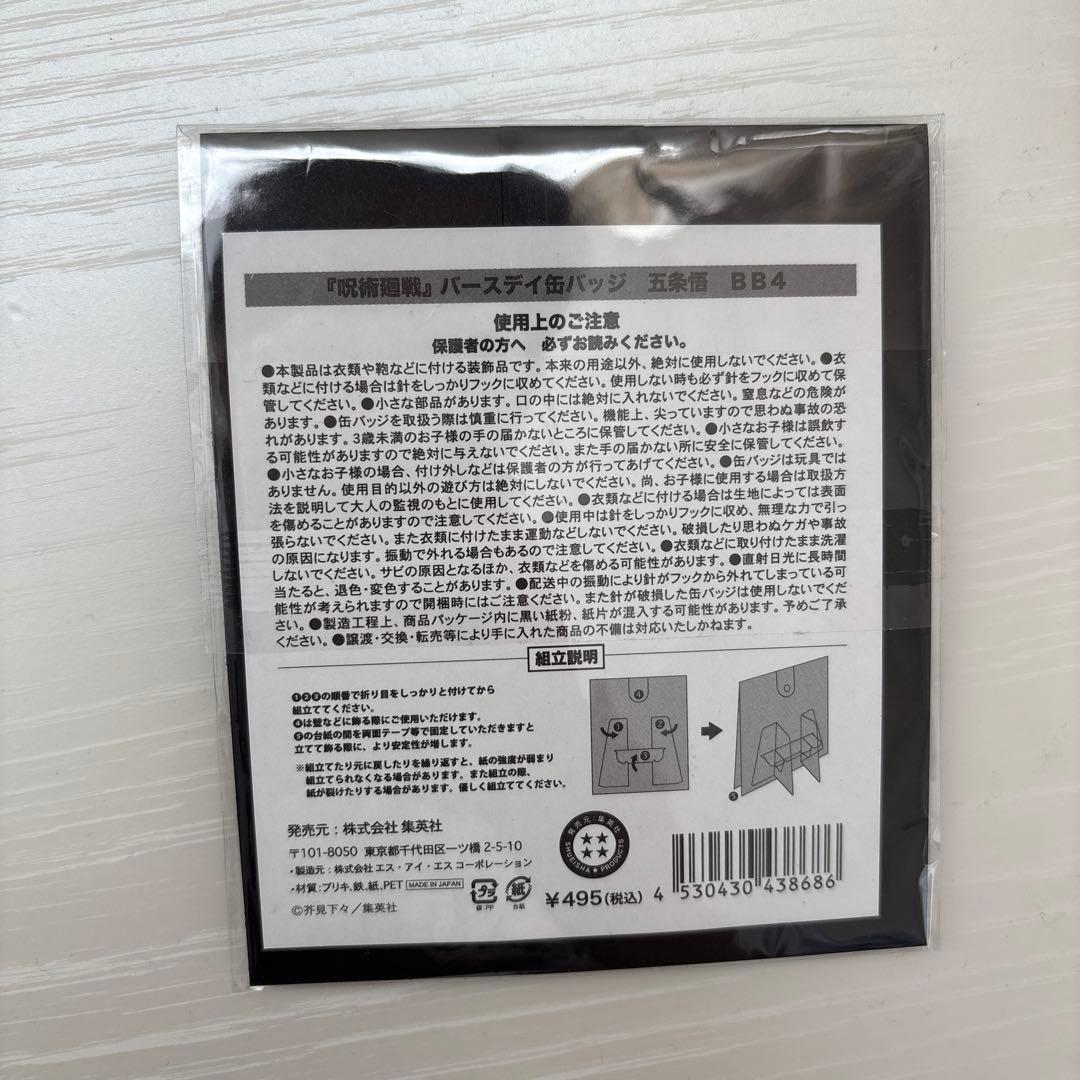 『呪術廻戦』バースデイ缶バッジ　五条悟　BB4
使用上のご注意
保護者の方へ　必ずお読みください。
●本製品は衣類や鞄などに付ける装飾品です。本来の用途以外、絶対に使用しないでください。●衣
類などに付ける場合は針をしっかりフックに収めてください。使用しない時も必ず針をフックに収めて保
管してください。●小さな部品があります。口の中には絶対に入れないでください。窒息などの危険が
あります。●缶バッジを取扱う際は慎重に行ってください。機能上、尖っていますので思わぬ事故の恐
れがあります。3歳未満のお子様の手の届かないところに保管してください。●小さなお子様は誤飲す
る可能性がありますので絶対に与えないでください。また手の届かない所に安全に保管してください。
●小さなお子様の場合、付け外しなどは保護者の方が行ってあげてください。●缶バッジは玩具では
ありません。使用目的以外の遊び方は絶対にしないでください。尚、お子様に使用する場合は取扱方
法を説明して大人の監視のもとに使用してください。●衣類などに付ける場合は生地によっては表面
を傷めることがありますので注意してください。●使用中は針をしっかりフックに収め、無理な力で引っ
張らないでください。また衣類に付けたまま運動などしないでください。破損したり思わぬケガや事故
の原因になります。振動で外れる場合もあるので注意してください。●衣類などに取り付けたまま洗濯
しないでください。サビの原因となるほか、衣類などを傷める可能性があります。●直射日光に長時間
当たると、退色・変色することがあります。●配送中の振動により針がフックから外れてしまっている可
能性が考えられますので開梱時にはご注意ください。また針が破損した缶バッジは使用しないでくだ
さい。●製造工程上、商品パッケージ内に黒い紙粉、紙片が混入する可能性があります。予めご了承
ください。●譲渡・交換・転売等により手に入れた商品の不備は対応いたしかねます。
組立説明
❶❷❸の順番で折り目をしっかりと付けてから
組立ててください。
❹は壁などに飾る際にご使用いただけます。
❺の台紙の間を両面テープ等で固定していただきますと
立てて飾る際に、より安定性が増します。
※組立てたり元に戻したりを繰り返すと、紙の強度が弱まり
組立てられなくなる場合があります。また組立の際、
紙が裂けたりする場合があります。優しく組立ててください。
❹
❶ ❷
❸
❺
発売元：株式会社 集英社
〒101-8050 東京都千代田区一ツ橋 2-5-10
・製造元：株式会社 エス・アイ・エス コーポレーション
・材質：ブリキ、鉄、紙、PET MADE IN JAPAN
©芥見下々／集英社
プラ
袋：PP
紙
台紙
発売元：集英社
SHUEISHA ★ PRODUCTS
¥495(税込)
4 530430 438686